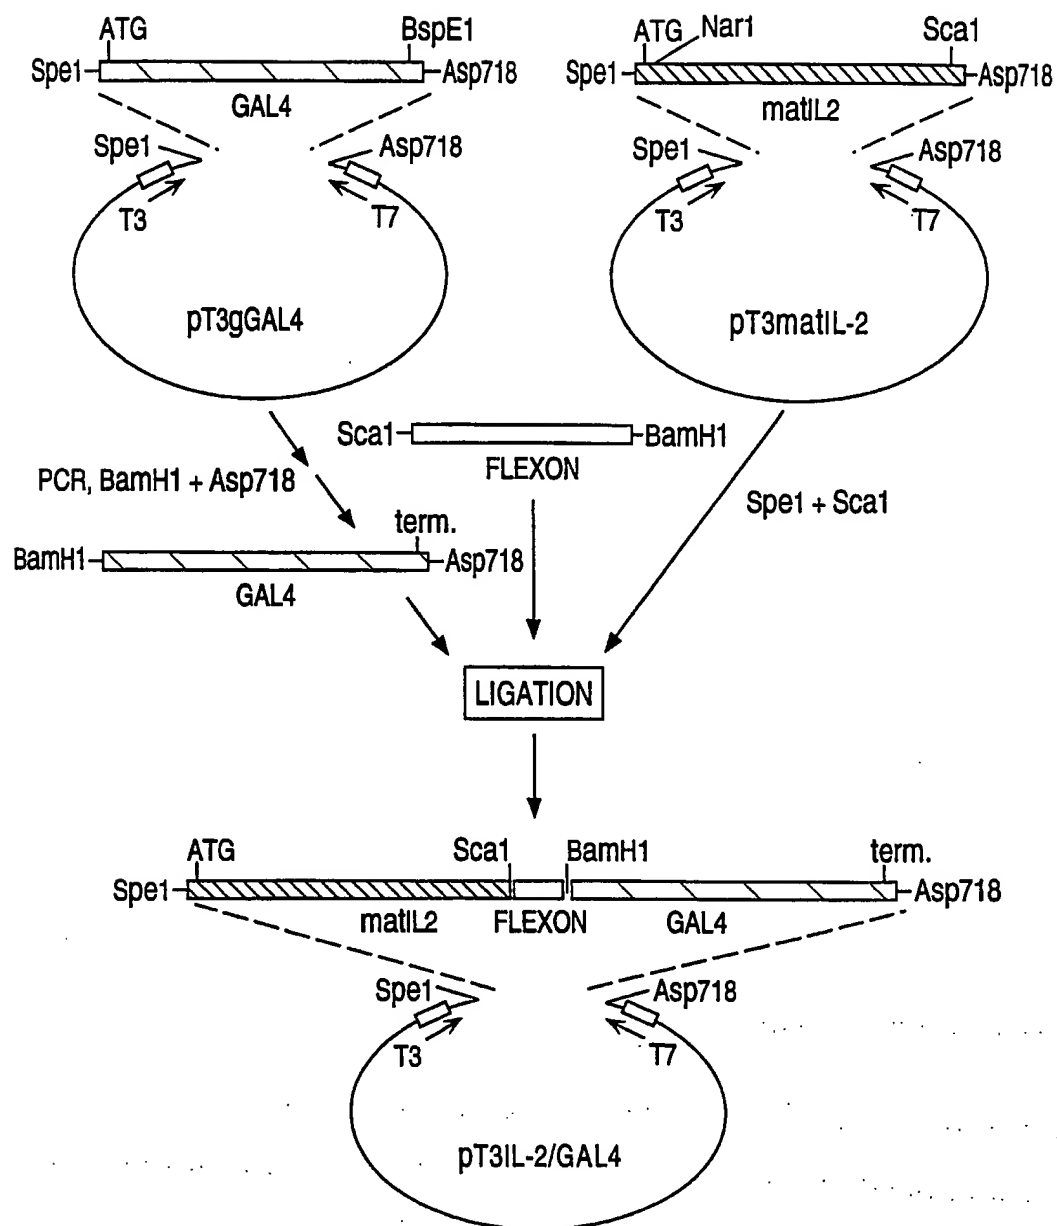 ATG BspE1
Spe1 Asp718
GAL4
Spe1 Asp718
T3 T7
pT3gGAL4
ATG Nar1 Sca1
Spe1 Asp718
matIL2
Spe1 Asp718
T3 T7
pT3matIL-2
Sca1 BamH1
FLEXON
PCR, BamH1 + Asp718
Spe1 + Sca1
term.
BamH1 Asp718
GAL4
LIGATION
ATG Sca1 BamH1 term.
Spe1 Asp718
matIL2 FLEXON GAL4
Spe1 Asp718
T3 T7
pT3IL-2/GAL4